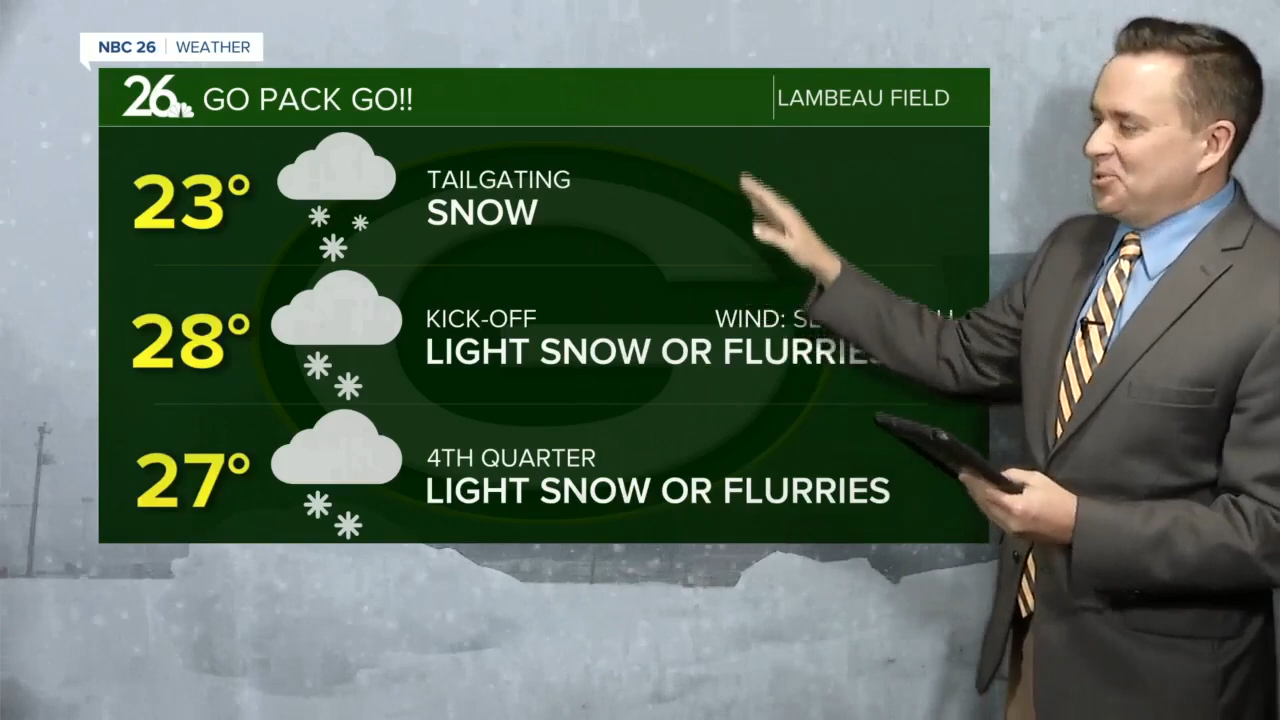 NBC 26 | WEATHER
26 GO PACK GO!!
LAMBEAU FIELD
23°
TAILGATING
SNOW
28°
KICK-OFF
WIND:
LIGHT SNOW OR FLURRIES
27°
4TH QUARTER
LIGHT SNOW OR FLURRIES